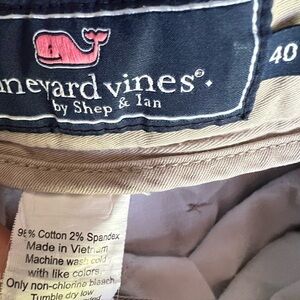 neyard vines®
by Shep & Ian
40
98% Cotton 2% Spandex
Made in Vietnam
Machine wash cold
with like colors.
Only non-chlorine bleach.
Tumble dry low